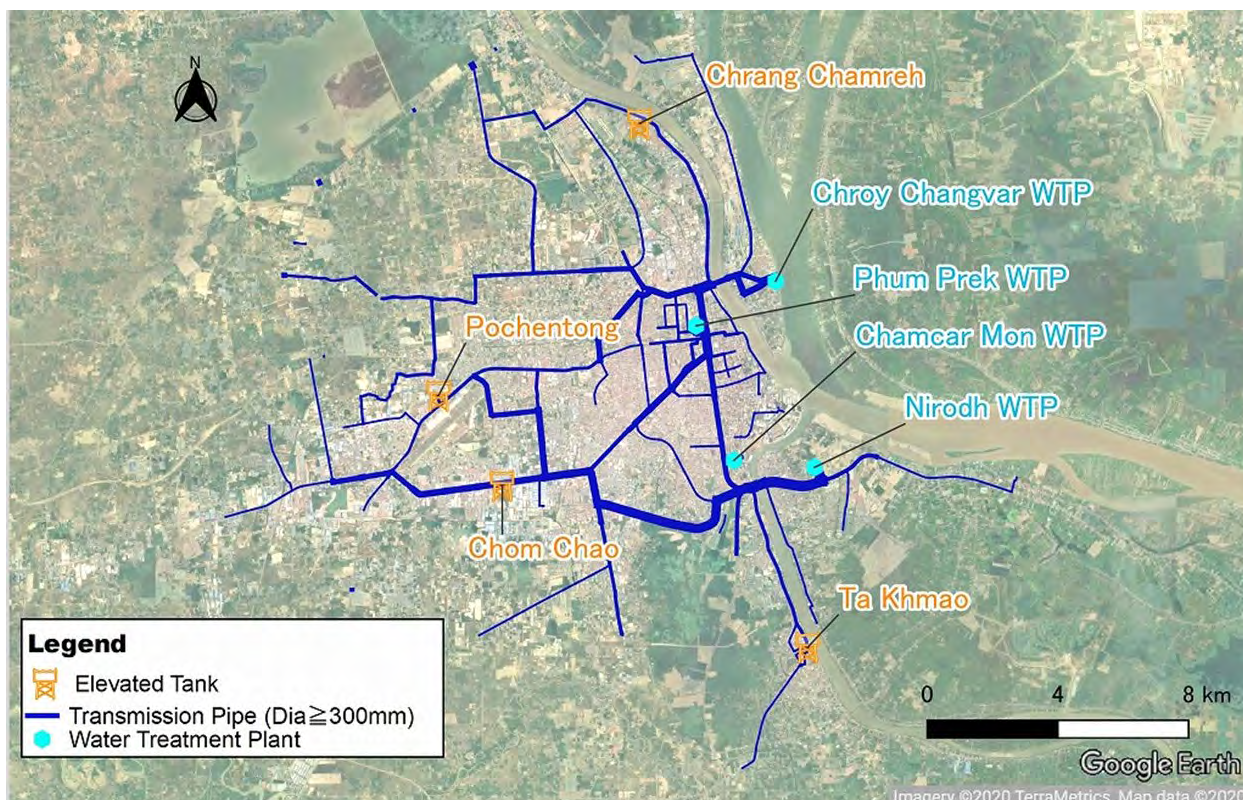 N
Chrang Chamreh
Chroy Changvar WTP
Phum Prek WTP
Pochentong
Chamcar Mon WTP
Nirodh WTP
Chom Chao
Ta Khmao
Legend
Elevated Tank
Transmission Pipe (Dia≧300mm)
Water Treatment Plant
0 4 8 km
Google Earth
Imagery ©2020 TerraMetrics, Map data ©2020